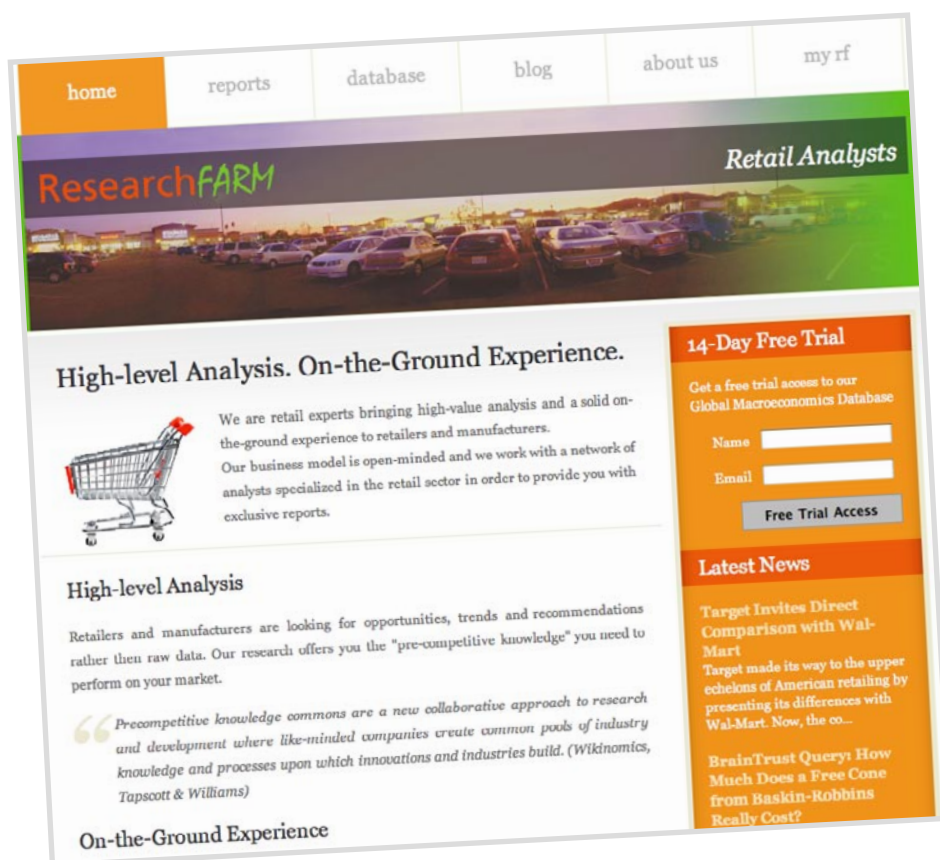 home
reports
database
blog
about us
my rf
ResearchFARM
Retail Analysts
High-level Analysis. On-the-Ground Experience.
We are retail experts bringing high-value analysis and a solid on-
the-ground experience to retailers and manufacturers.
Our business model is open-minded and we work with a network of
analysts specialized in the retail sector in order to provide you with
exclusive reports.
High-level Analysis
Retailers and manufacturers are looking for opportunities, trends and recommendations
rather then raw data. Our research offers you the "pre-competitive knowledge" you need to
perform on your market.
“
Precompetitive knowledge commons are a new collaborative approach to research
and development where like-minded companies create common pools of industry
knowledge and processes upon which innovations and industries build. (Wikinomics,
Tapscott & Williams)
On-the-Ground Experience
14-Day Free Trial
Get a free trial access to our
Global Macroeconomics Database
Name
Email
Free Trial Access
Latest News
Target Invites Direct
Comparison with Wal-
Mart
Target made its way to the upper
echelons of American retailing by
presenting its differences with
Wal-Mart. Now, the co...
BrainTrust Query: How
Much Does a Free Cone
from Baskin-Robbins
Really Cost?